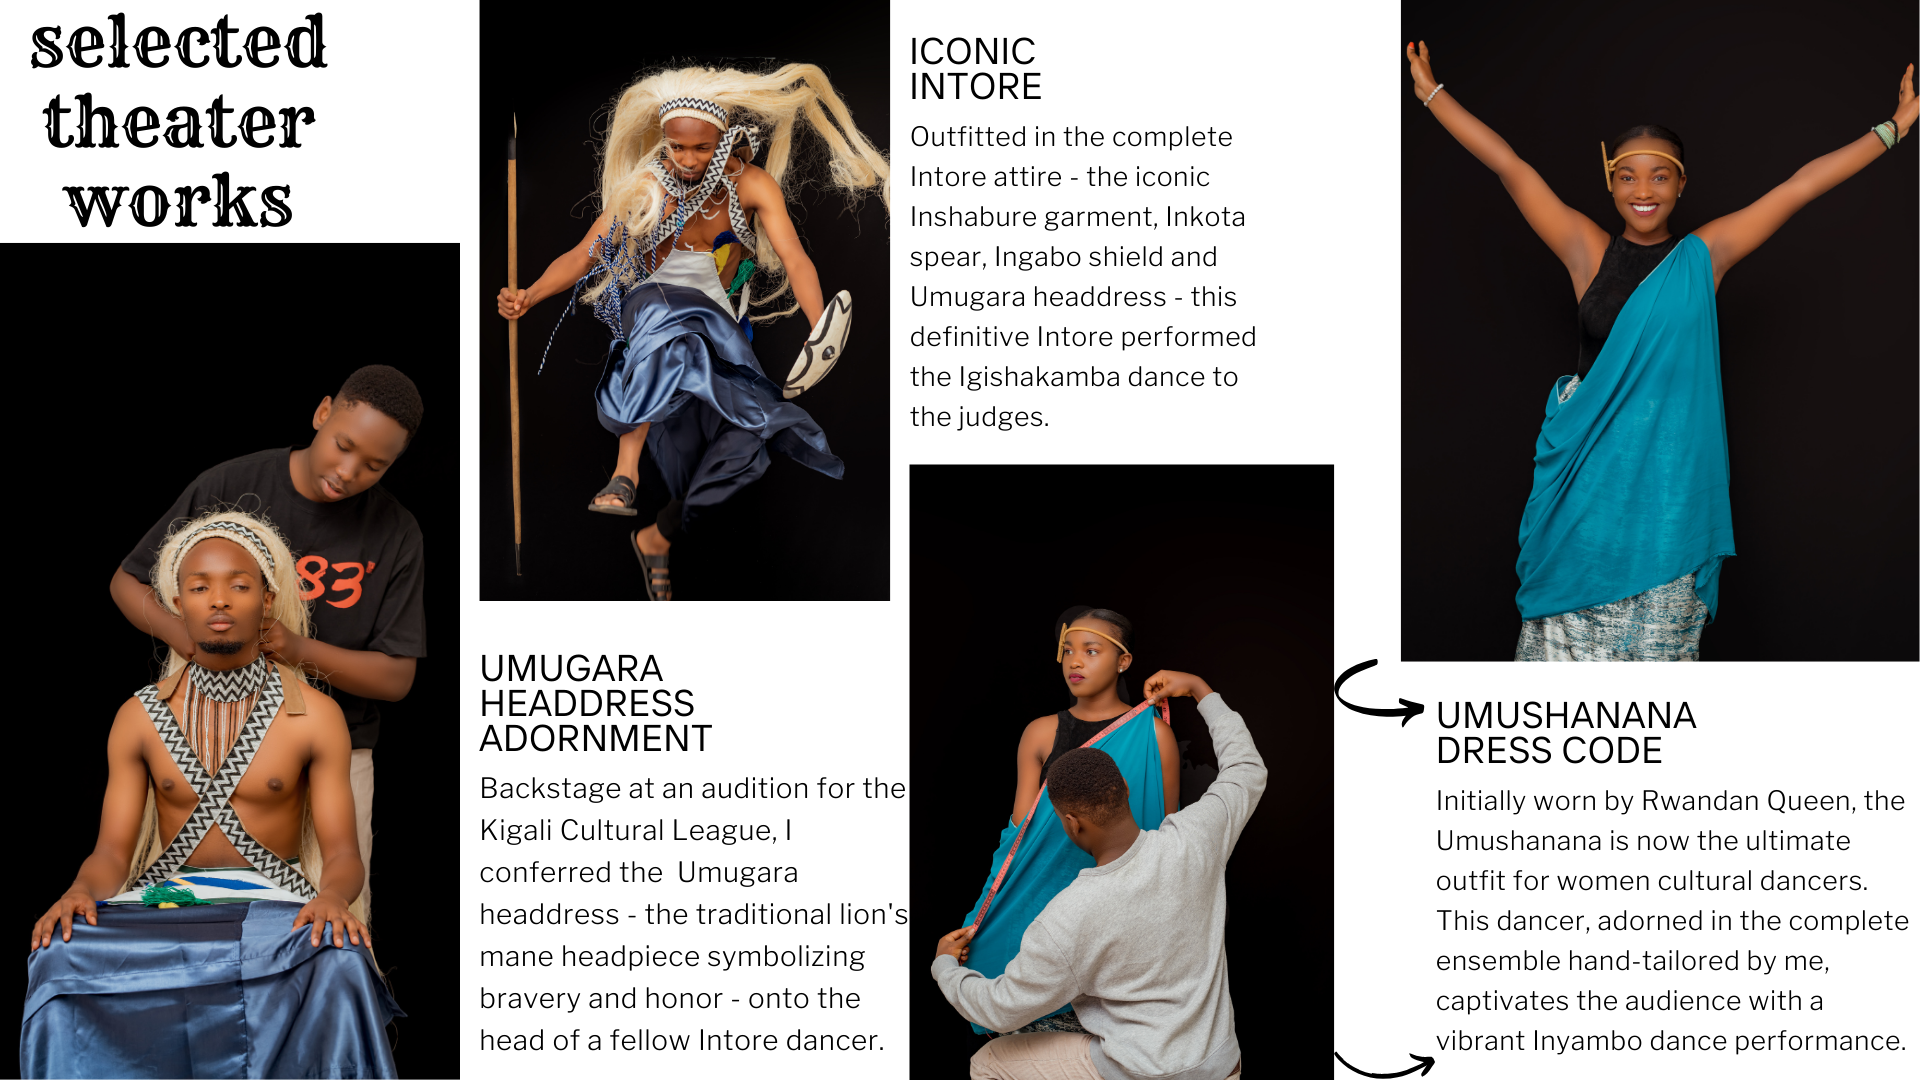 selected
theater
works
83'
UMUGARA
HEADDRESS
ADORNMENT
Backstage at an audition for the
Kigali Cultural League, I
conferred the  Umugara
headdress - the traditional lion's
mane headpiece symbolizing
bravery and honor - onto the
head of a fellow Intore dancer.
ICONIC
INTORE
Outfitted in the complete
Intore attire - the iconic
Inshabure garment, Inkota
spear, Ingabo shield and
Umugara headdress - this
definitive Intore performed
the Igishakamba dance to
the judges.
UMUSHANANA
DRESS CODE
Initially worn by Rwandan Queen, the
Umushanana is now the ultimate
outfit for women cultural dancers.
This dancer, adorned in the complete
ensemble hand-tailored by me,
captivates the audience with a
vibrant Inyambo dance performance.